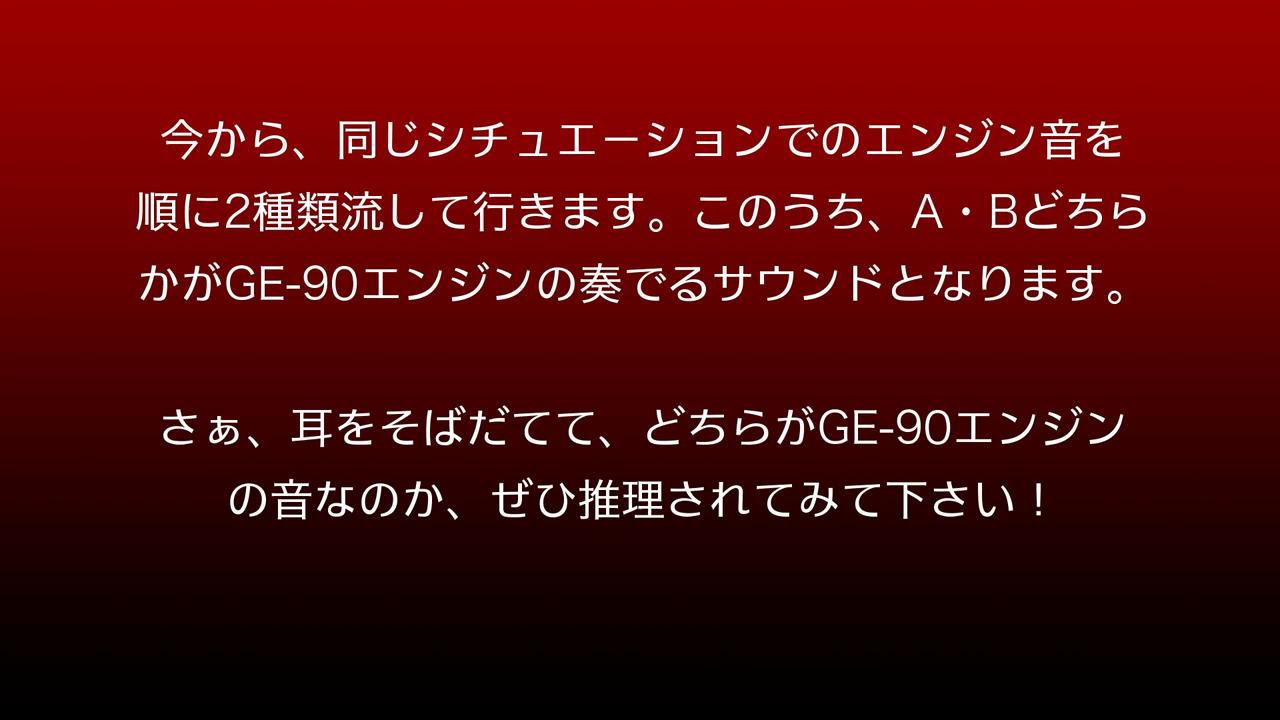 今から、同じシチュエーションでのエンジン音を
順に2種類流して行きます。このうち、A・Bどちら
かがGE-90エンジンの奏でるサウンドとなります。
さぁ、耳をそばだてて、どちらがGE-90エンジン
の音なのか、ぜひ推理されてみて下さい！